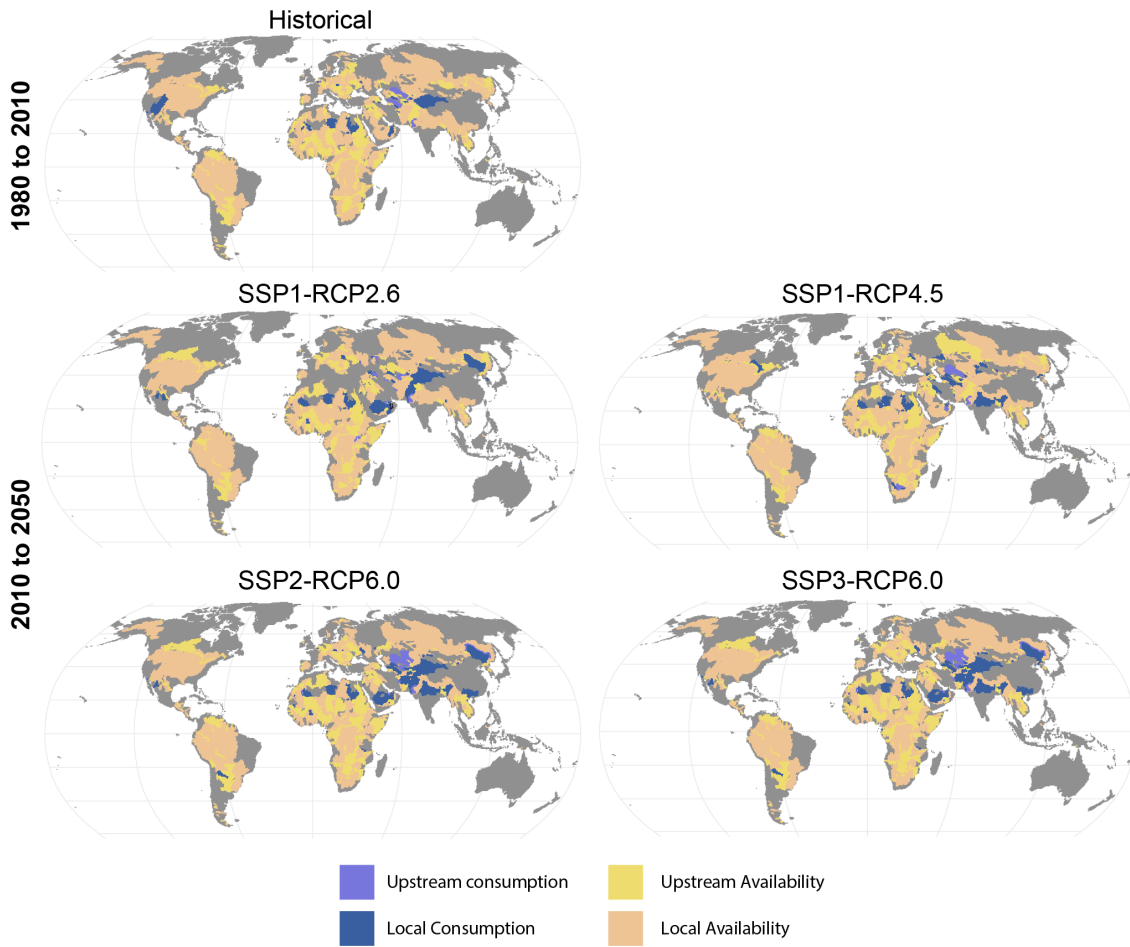 Historical
1980 to 2010
SSP1-RCP2.6
SSP1-RCP4.5
2010 to 2050
SSP2-RCP6.0
SSP3-RCP6.0
Upstream consumption
Upstream Availability
Local Consumption
Local Availability